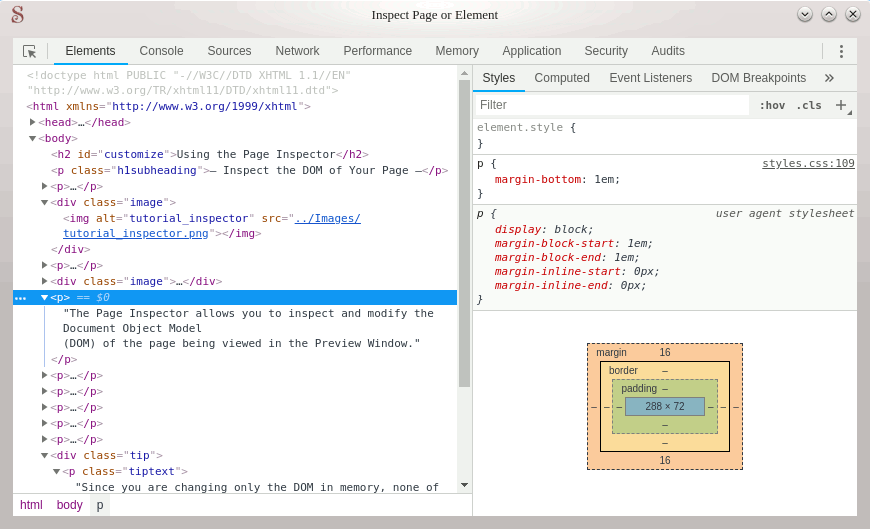 S
Inspect Page or Element
Elements Console Sources Network Performance Memory Application Security Audits
<!doctype html PUBLIC "-//W3C//DTD XHTML 1.1//EN"
"http://www.w3.org/TR/xhtml11/DTD/xhtml11.dtd">
<html xmlns="http://www.w3.org/1999/xhtml">
<head>…</head>
<body>
<h2 id="customize">Using the Page Inspector</h2>
<p class="h1subheading">— Inspect the DOM of Your Page —</p>
<p>…</p>
<div class="image">
<img alt="tutorial_inspector" src="../Images/
tutorial_inspector.png"></img>
</div>
<p>…</p>
<div class="image">…</div>
<p> == $0
"The Page Inspector allows you to inspect and modify the
Document Object Model
(DOM) of the page being viewed in the Preview Window."
</p>
<p>…</p>
<p>…</p>
<p>…</p>
<p>…</p>
<p>…</p>
<div class="tip">
<p class="tiptext">
"Since you are changing only the DOM in memory, none of
html body p
Styles Computed Event Listeners DOM Breakpoints »
Filter :hov .cls +
element.style {
}
p { styles.css:109
margin-bottom: 1em;
}
p { user agent stylesheet
display: block;
margin-block-start: 1em;
margin-block-end: 1em;
margin-inline-start: 0px;
margin-inline-end: 0px;
}
margin 16
border –
padding –
– – – 288 × 72 – – –
–
–
16